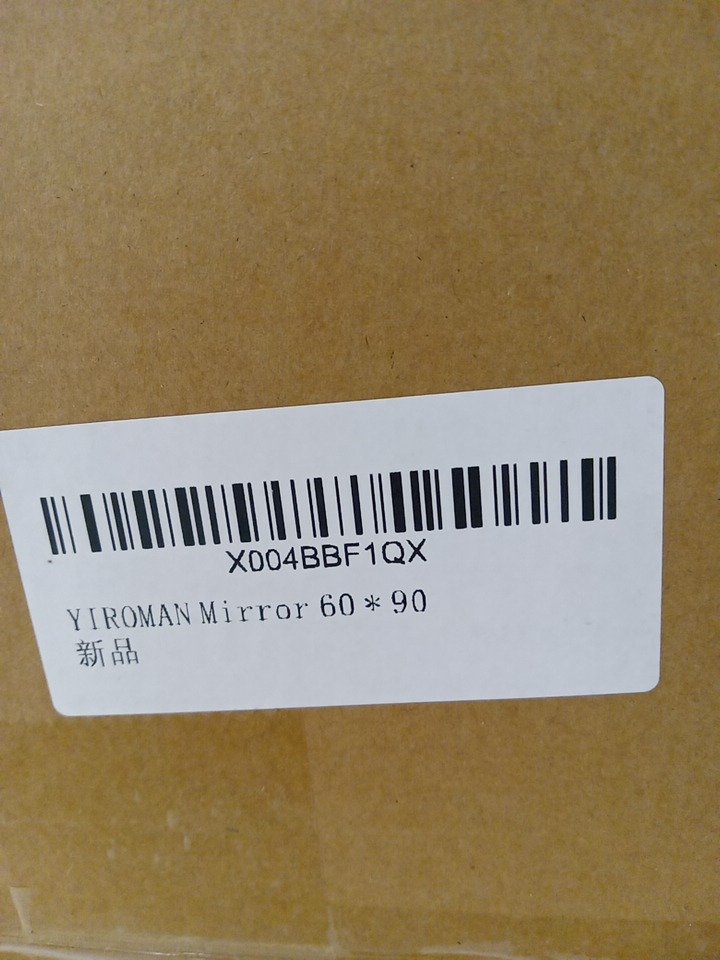 X004BBF1QX
YIROMAN Mirror 60*90
新品